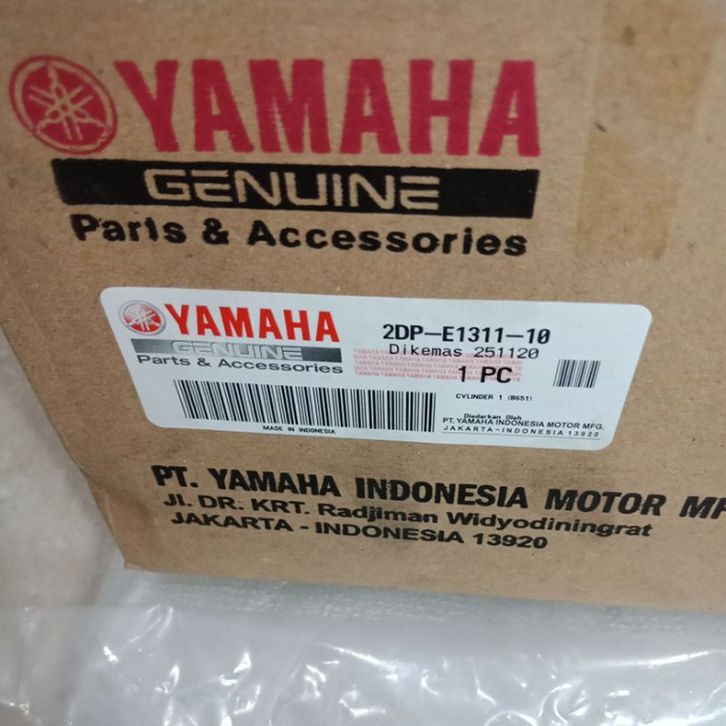 YAMAHA
GENUINE
Parts & Accessories
YAMAHA
GENUINE
Parts & Accessories
2DP-E1311-10
Dikemas 251120
1 PC
CYLINDER 1 (B651)
Diedarkan Oleh
PT. YAMAHA INDONESIA MOTOR MFG.
JAKARTA-INDONESIA 13920
MADE IN INDONESIA
PT. YAMAHA INDONESIA MOTOR MF
Jl. DR. KRT. Radjiman Widyodiningrat
JAKARTA - INDONESIA 13920